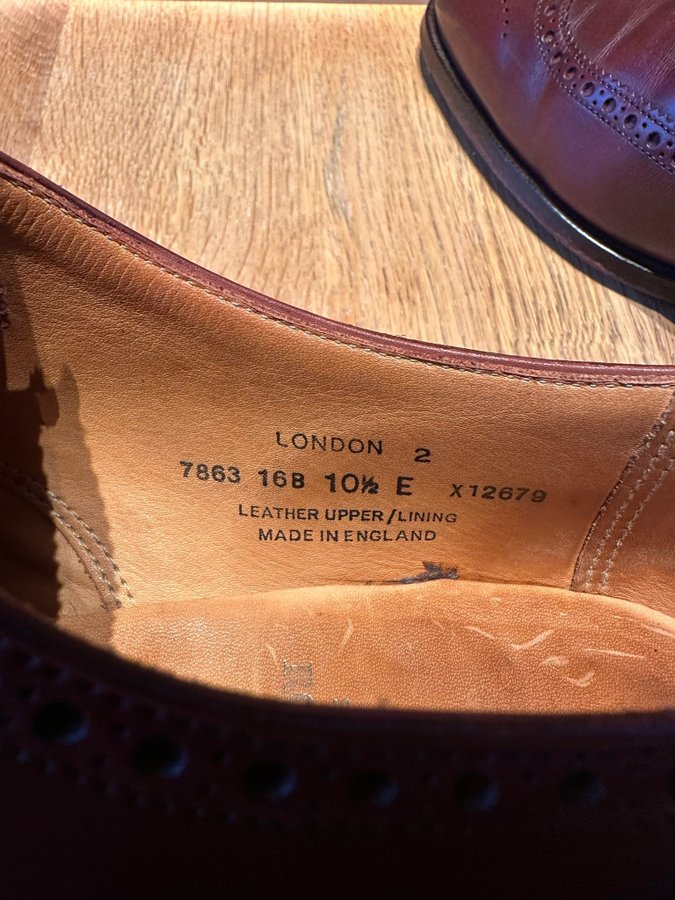 LONDON 2
7863 16B 10½ E X12679
LEATHER UPPER/LINING
MADE IN ENGLAND